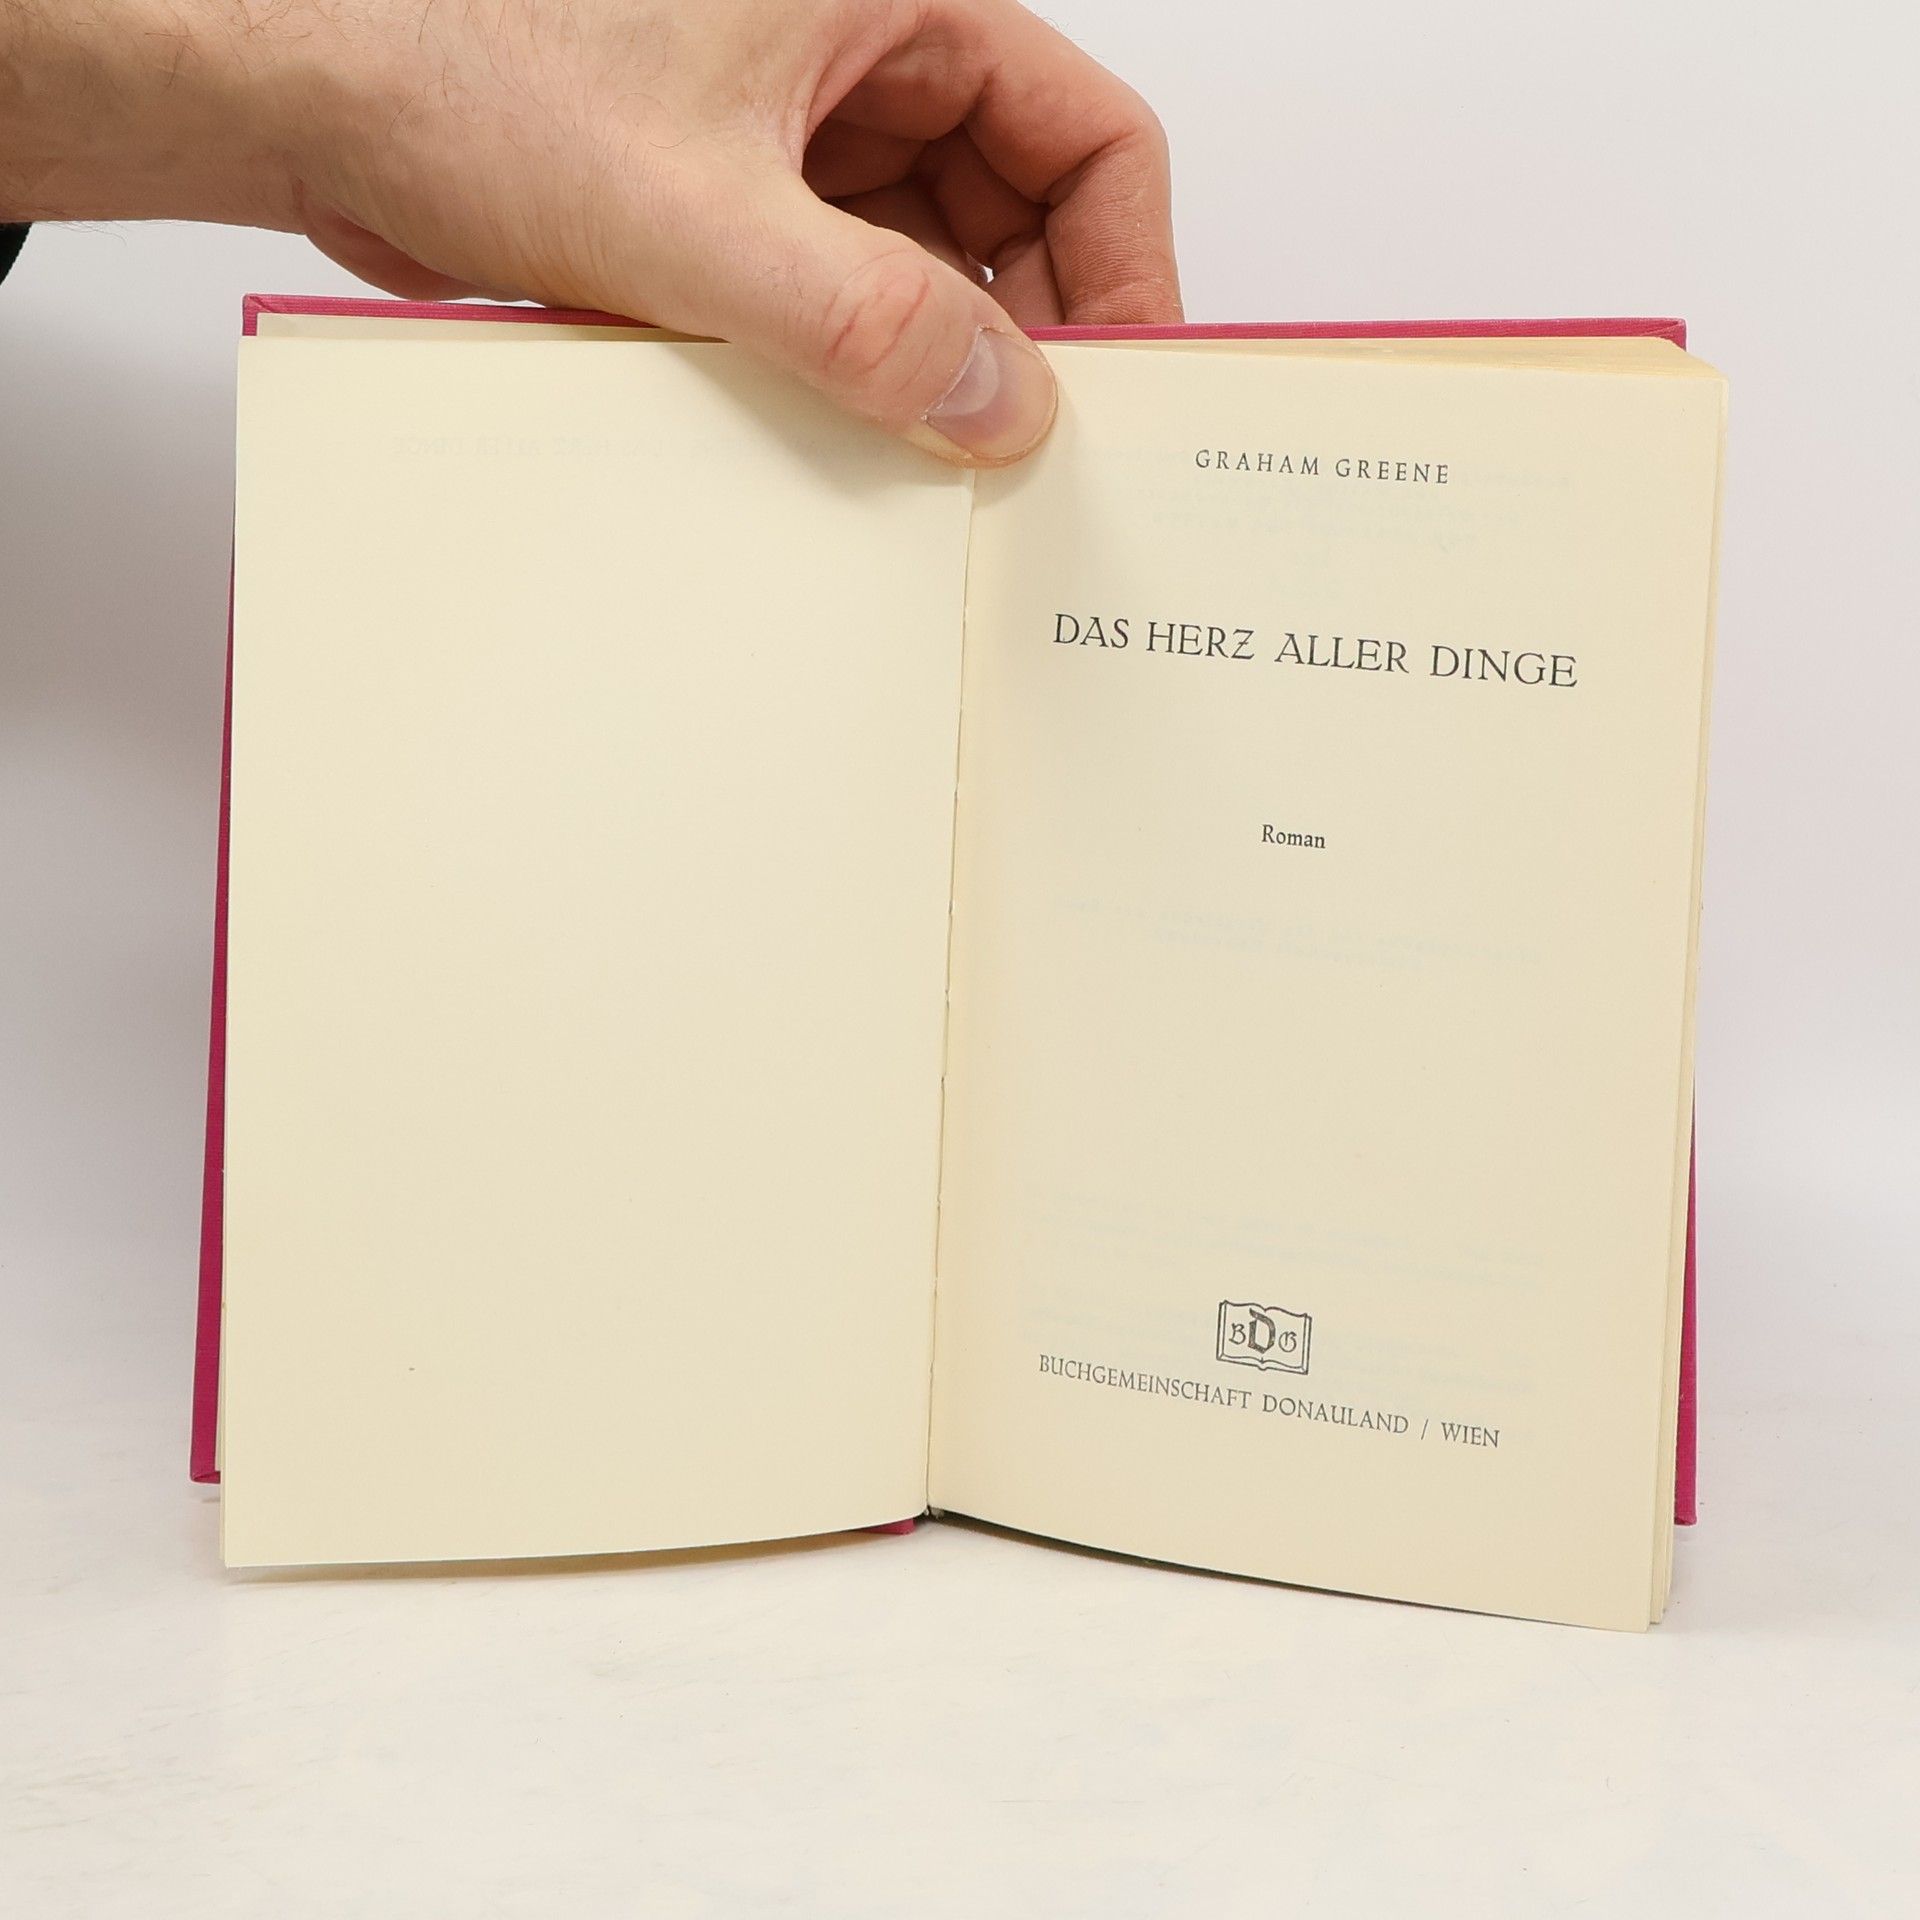 GRAHAM GREENE
DAS HERZ ALLER DINGE
Roman
BDG
BUCHGEMEINSCHAFT DONAULAND / WIEN